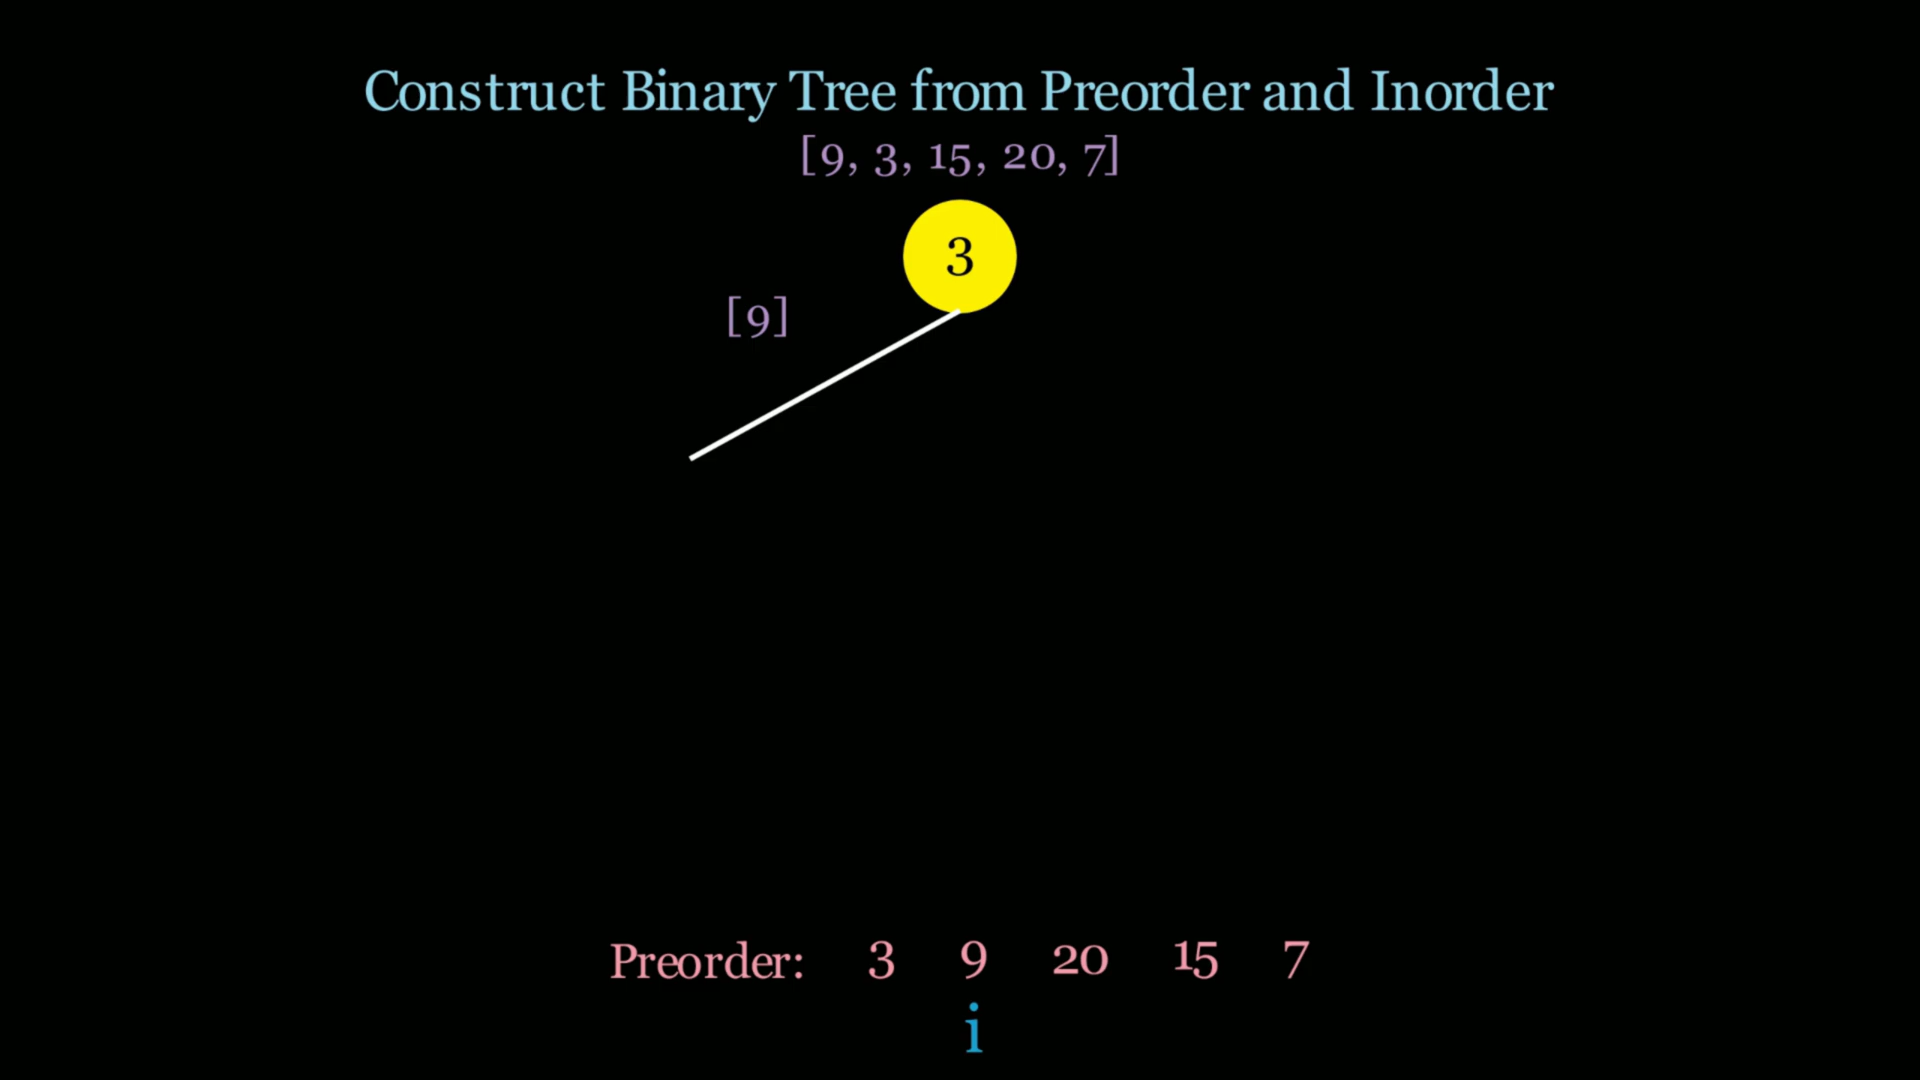 Construct Binary Tree from Preorder and Inorder
[9, 3, 15, 20, 7]
3
[9]
Preorder: 3 9 20 15 7
i